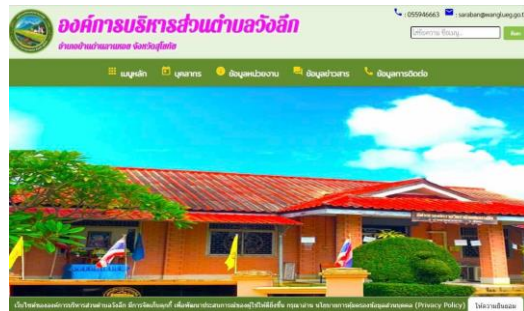 องค์การบริหารส่วนตำบลวังลึก
อำเภอบ้านด่านลานหอย จังหวัดสุโขทัย
: 055946663 : saraban@wanglueg.go.t
ค้นหา
เมนูหลัก บุคลากร ข้อมูลหน่วยงาน ข้อมูลข่าวสาร ข้อมูลการติดต่อ
เว็บไซต์ขององค์การบริหารส่วนตำบลวังลึก มีการจัดเก็บคุกกี้ เพื่อพัฒนาประสบการณ์ของผู้ใช้ให้ดียิ่งขึ้น กรุณาอ่าน นโยบายการคุ้มครองข้อมูลส่วนบุคคล (Privacy Policy) ให้ความยินยอม